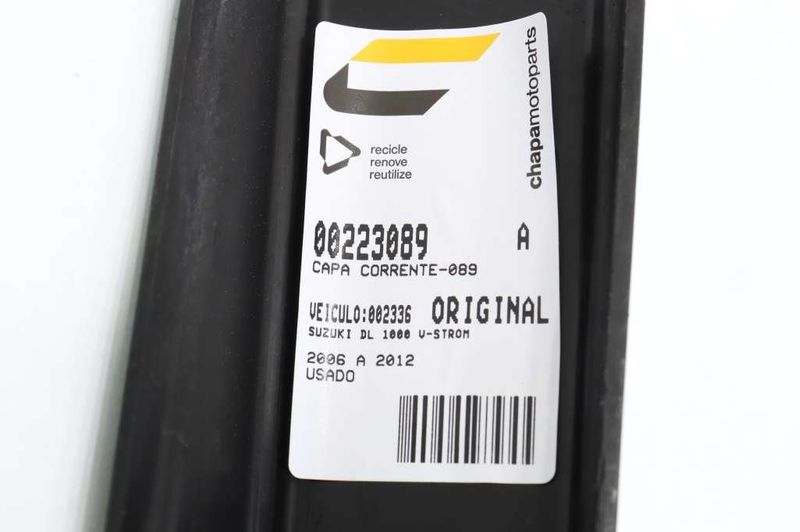 chapamotoparts
recicle
renove
reutilize
00223089 A
CAPA CORRENTE-089
VEICULO:002336 ORIGINAL
SUZUKI DL 1000 V-STROM
2006 A 2012
USADO